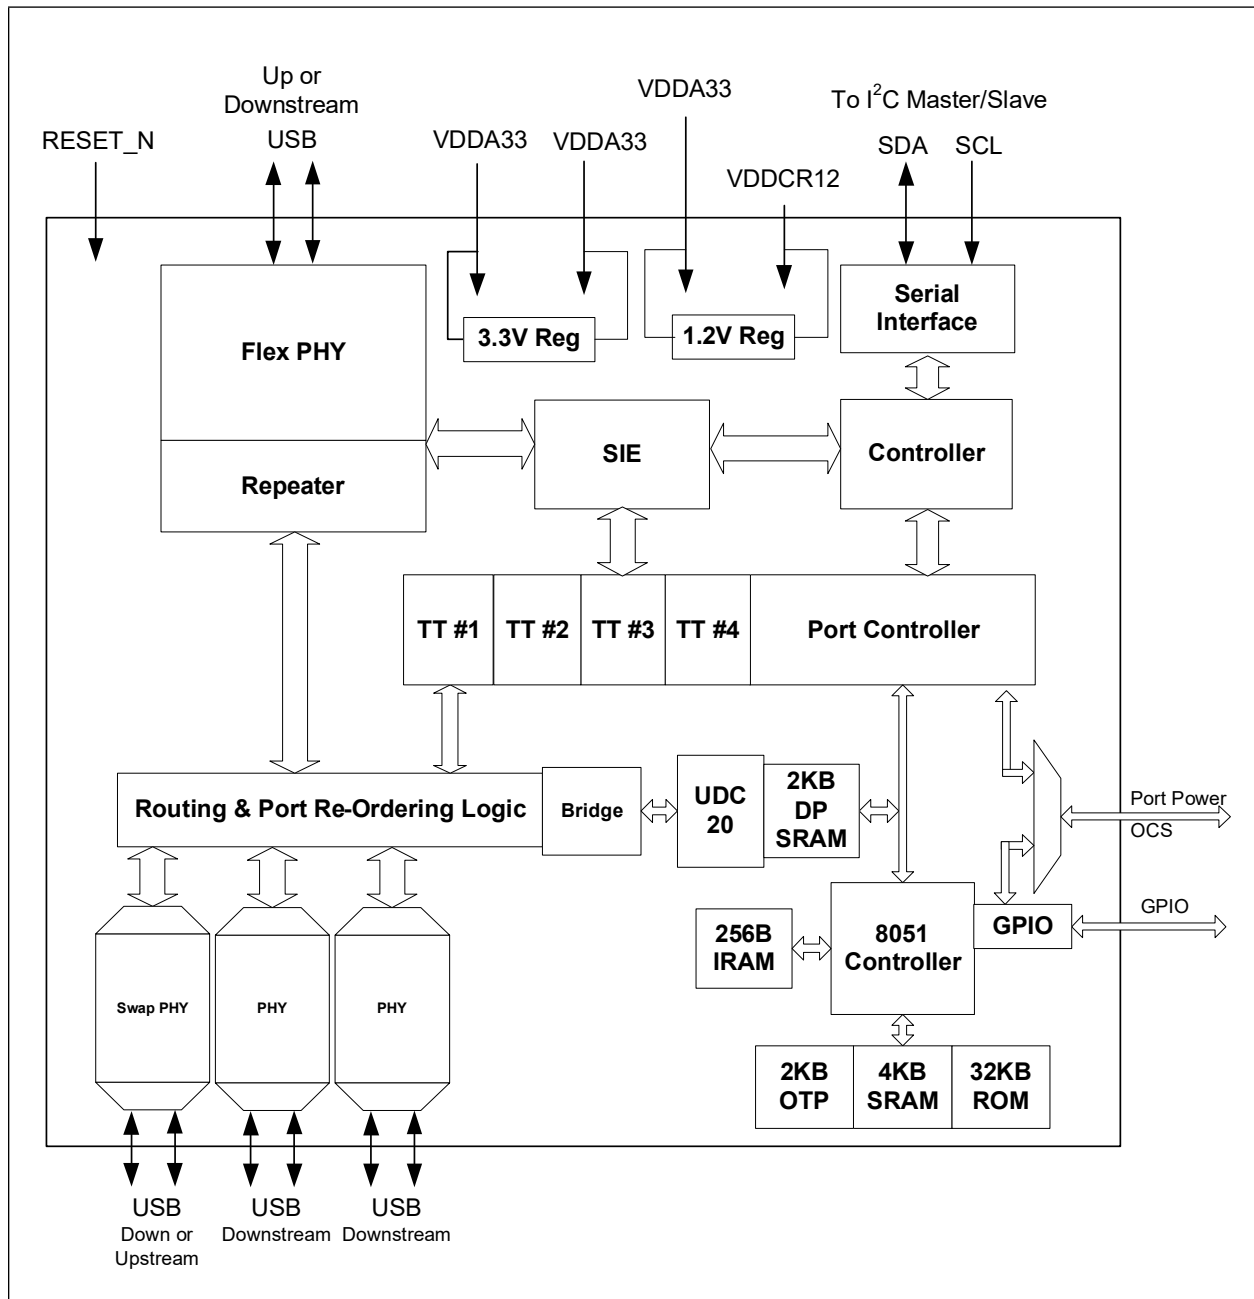 Up or
Downstream
USB
RESET_N
VDDA33
VDDA33
VDDA33
VDDCR12
To I²C Master/Slave
SDA
SCL
Flex PHY
Repeater
3.3V Reg
1.2V Reg
Serial
Interface
SIE
Controller
TT #1
TT #2
TT #3
TT #4
Port Controller
Routing & Port Re-Ordering Logic
Bridge
UDC
20
2KB
DP
SRAM
Port Power
OCS
GPIO
256B
IRAM
8051
Controller
GPIO
Swap PHY
PHY
PHY
2KB
OTP
4KB
SRAM
32KB
ROM
USB
Down or
Upstream
USB
Downstream
USB
Downstream